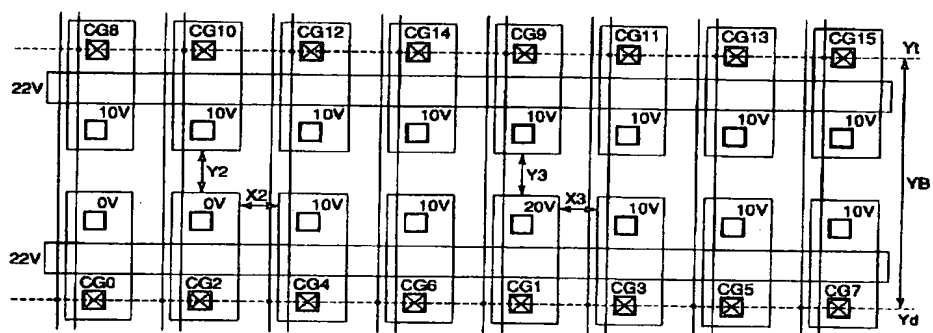 CG8 CG10 CG12 CG14 CG9 CG11 CG13 CG15 Yt
22V
10V 10V 10V 10V 10V 10V 10V 10V
Y2 Y3 YB
X2 X3
0V 0V 10V 10V 20V 10V 10V 10V
22V
CG0 CG2 CG4 CG6 CG1 CG3 CG5 CG7
Yd